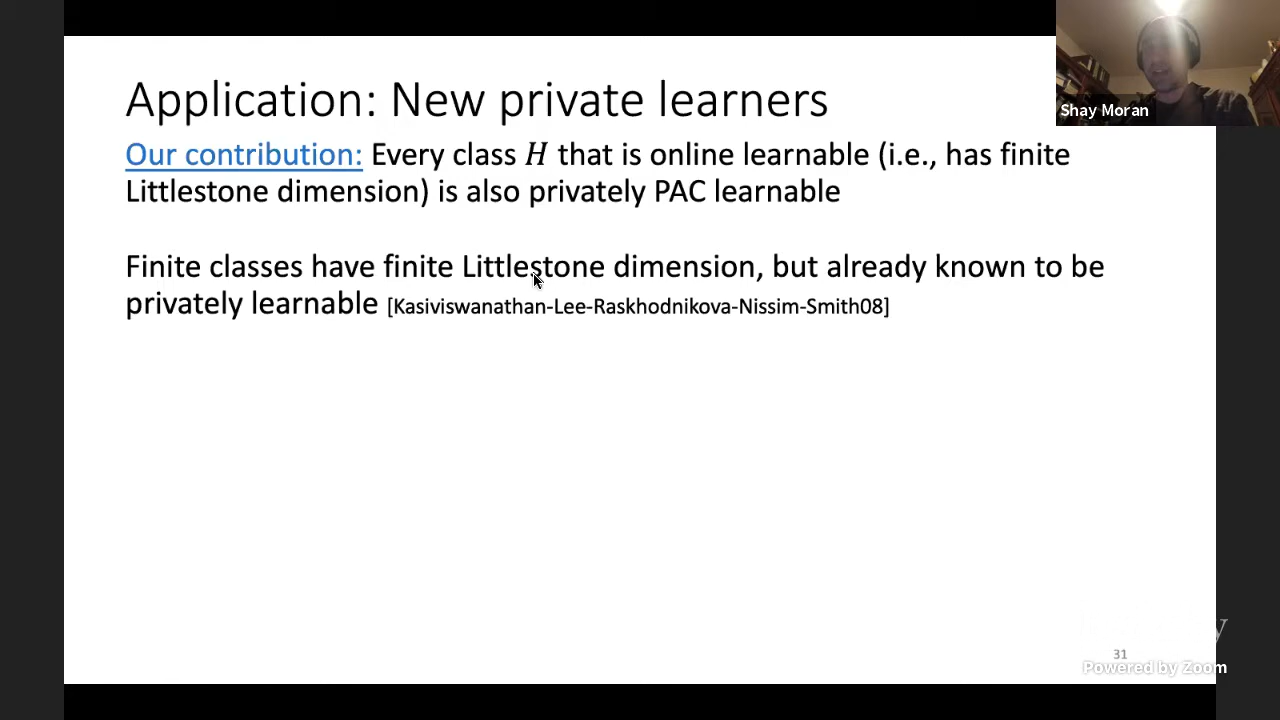 Application: New private learners
Shay Moran
Our contribution: Every class H that is online learnable (i.e., has finite
Littlestone dimension) is also privately PAC learnable
Finite classes have finite Littlestone dimension, but already known to be
privately learnable [Kasiviswanathan-Lee-Raskhodnikova-Nissim-Smith08]
31
Powered by Zoom